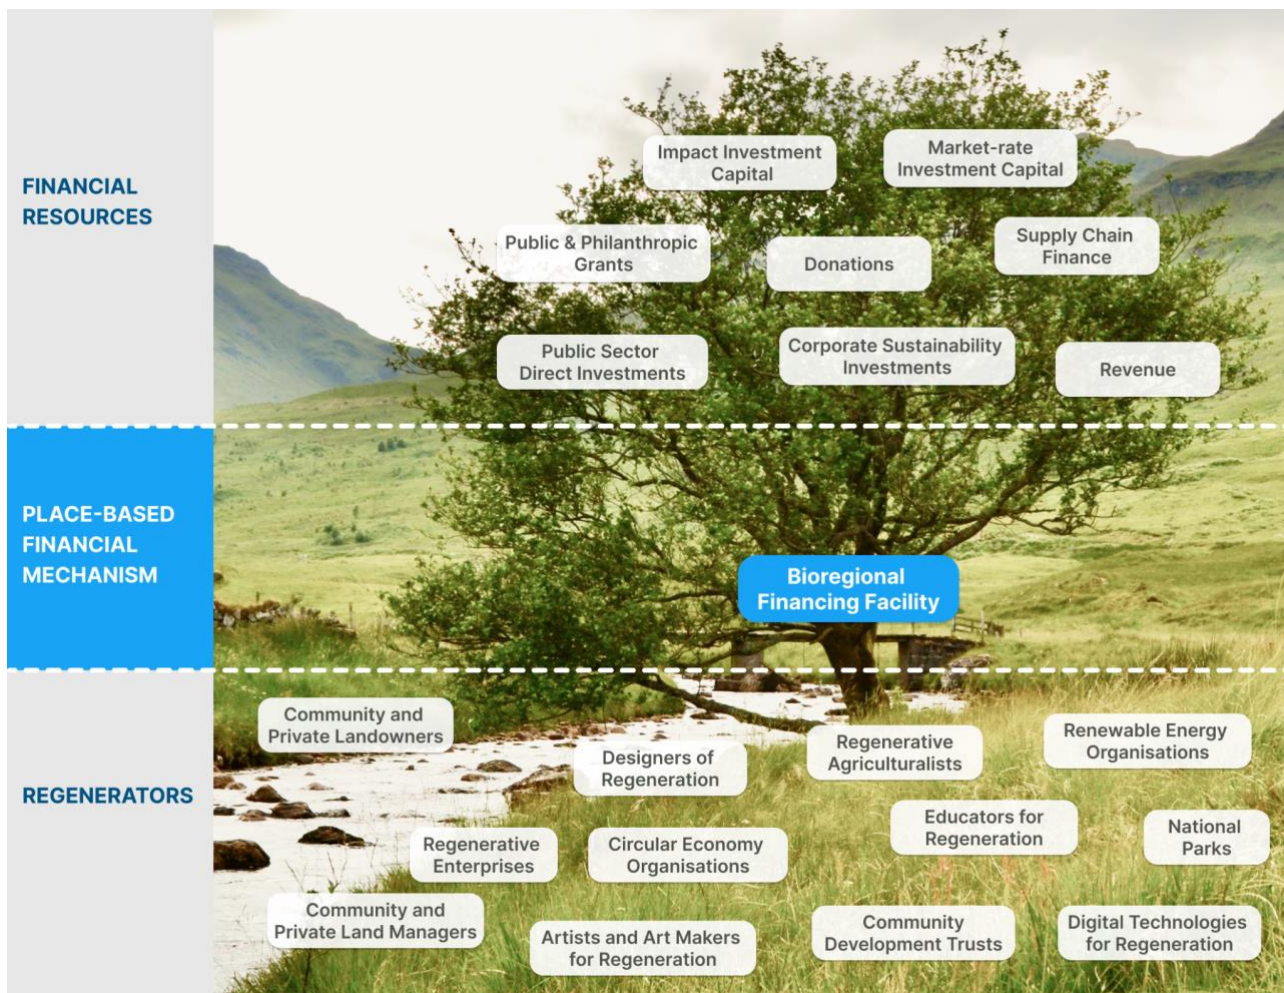 FINANCIAL
RESOURCES
Impact Investment
Capital
Market-rate
Investment Capital
Public & Philanthropic
Grants
Donations
Supply Chain
Finance
Public Sector
Direct Investments
Corporate Sustainability
Investments
Revenue
PLACE-BASED
FINANCIAL
MECHANISM
Bioregional
Financing Facility
REGENERATORS
Community and
Private Landowners
Designers of
Regeneration
Regenerative
Agriculturalists
Renewable Energy
Organisations
Regenerative
Enterprises
Circular Economy
Organisations
Educators for
Regeneration
National
Parks
Community and
Private Land Managers
Artists and Art Makers
for Regeneration
Community
Development Trusts
Digital Technologies
for Regeneration